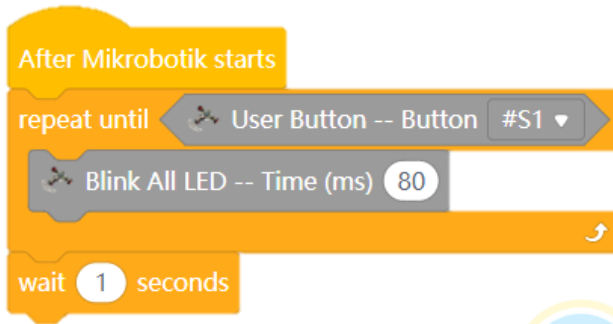 After Mikrobotik starts
repeat until User Button -- Button #S1
Blink All LED -- Time (ms) 80
wait 1 seconds